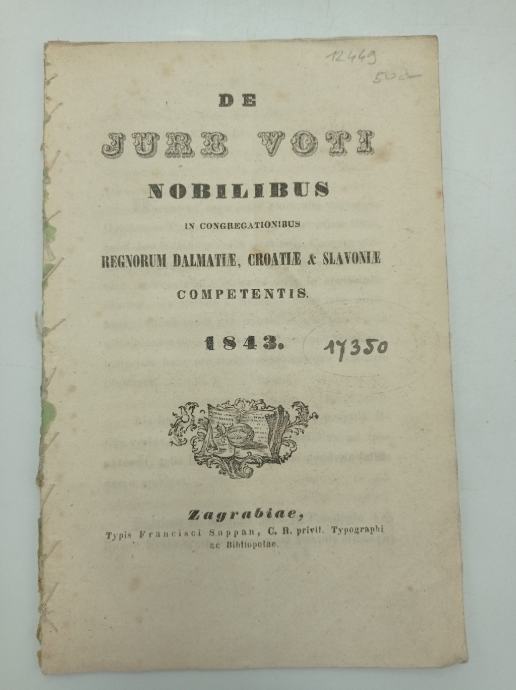 12449
50
DE
JURE VOTI
NOBILIBUS
IN CONGREGATIONIBUS
REGNORUM DALMATIÆ, CROATIÆ & SLAVONIÆ
COMPETENTIS.
1843.
17350
Zagrabiae,
Typis Francisci Suppan, C. R. privil. Typographi
ac Bibliopolae.